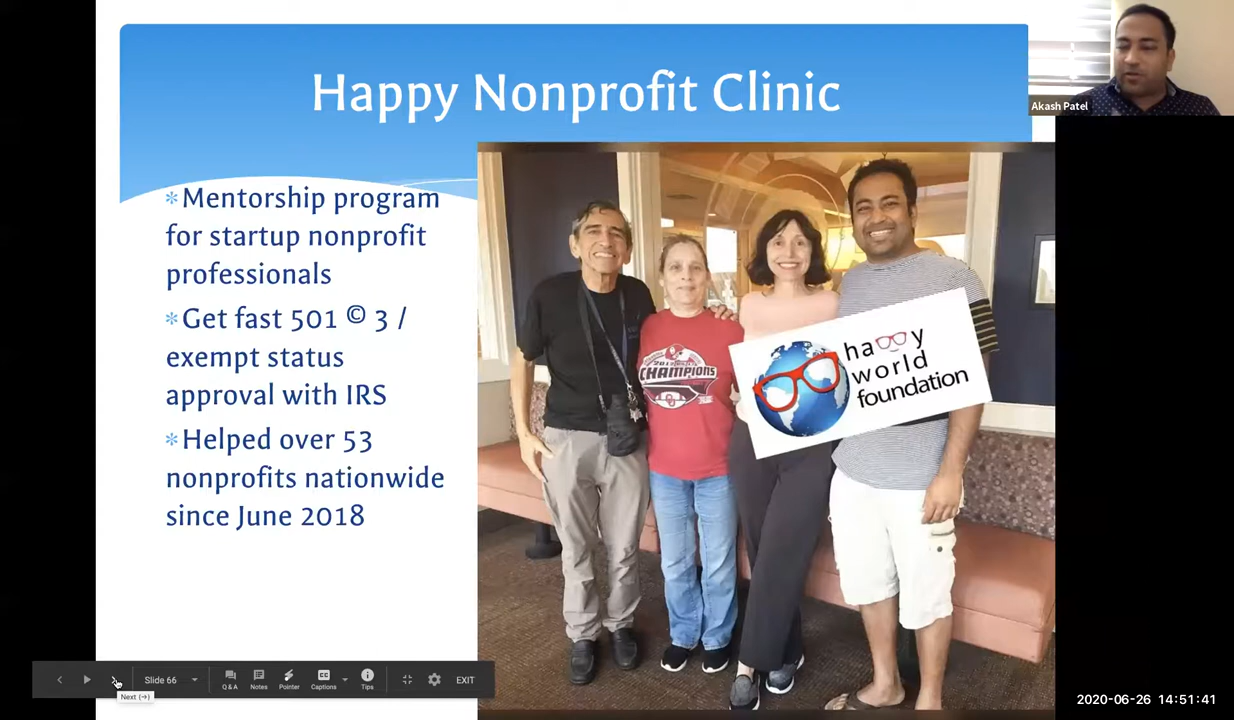 Happy Nonprofit Clinic
Akash Patel
*Mentorship program
for startup nonprofit
professionals
*Get fast 501 © 3 /
exempt status
approval with IRS
*Helped over 53
nonprofits nationwide
since June 2018
CHAMPIONS
ha y
world
foundation
Slide 66
Q & A
Notes
Pointer
Captions
Tips
EXIT
Next (→)
2020-06-26 14:51:41